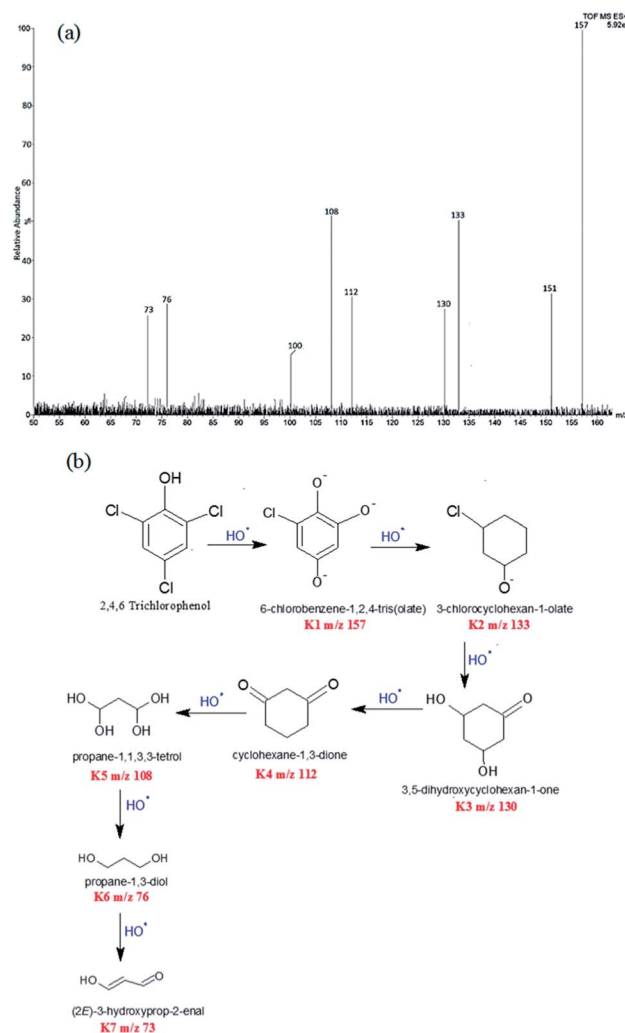 (a)
TOF MS ES+
5.92e
157
100
90
80
70
60
50
40
30
20
10
0
Relative Abundance
%
73
76
100
108
112
130
133
151
50 55 60 65 70 75 80 85 90 95 100 105 110 115 120 125 130 135 140 145 150 155 160 m/z
(b)
OH
Cl Cl
Cl
2,4,6 Trichlorophenol
HO•
O-
Cl O-
O-
6-chlorobenzene-1,2,4-tris(olate)
K1 m/z 157
HO•
Cl
O-
3-chlorocyclohexan-1-olate
K2 m/z 133
HO•
HO O
OH
3,5-dihydroxycyclohexan-1-one
K3 m/z 130
HO•
O O
cyclohexane-1,3-dione
K4 m/z 112
HO•
HO OH
OH OH
propane-1,1,3,3-tetrol
K5 m/z 108
HO•
HO OH
propane-1,3-diol
K6 m/z 76
HO•
HO O
(2E)-3-hydroxyprop-2-enal
K7 m/z 73